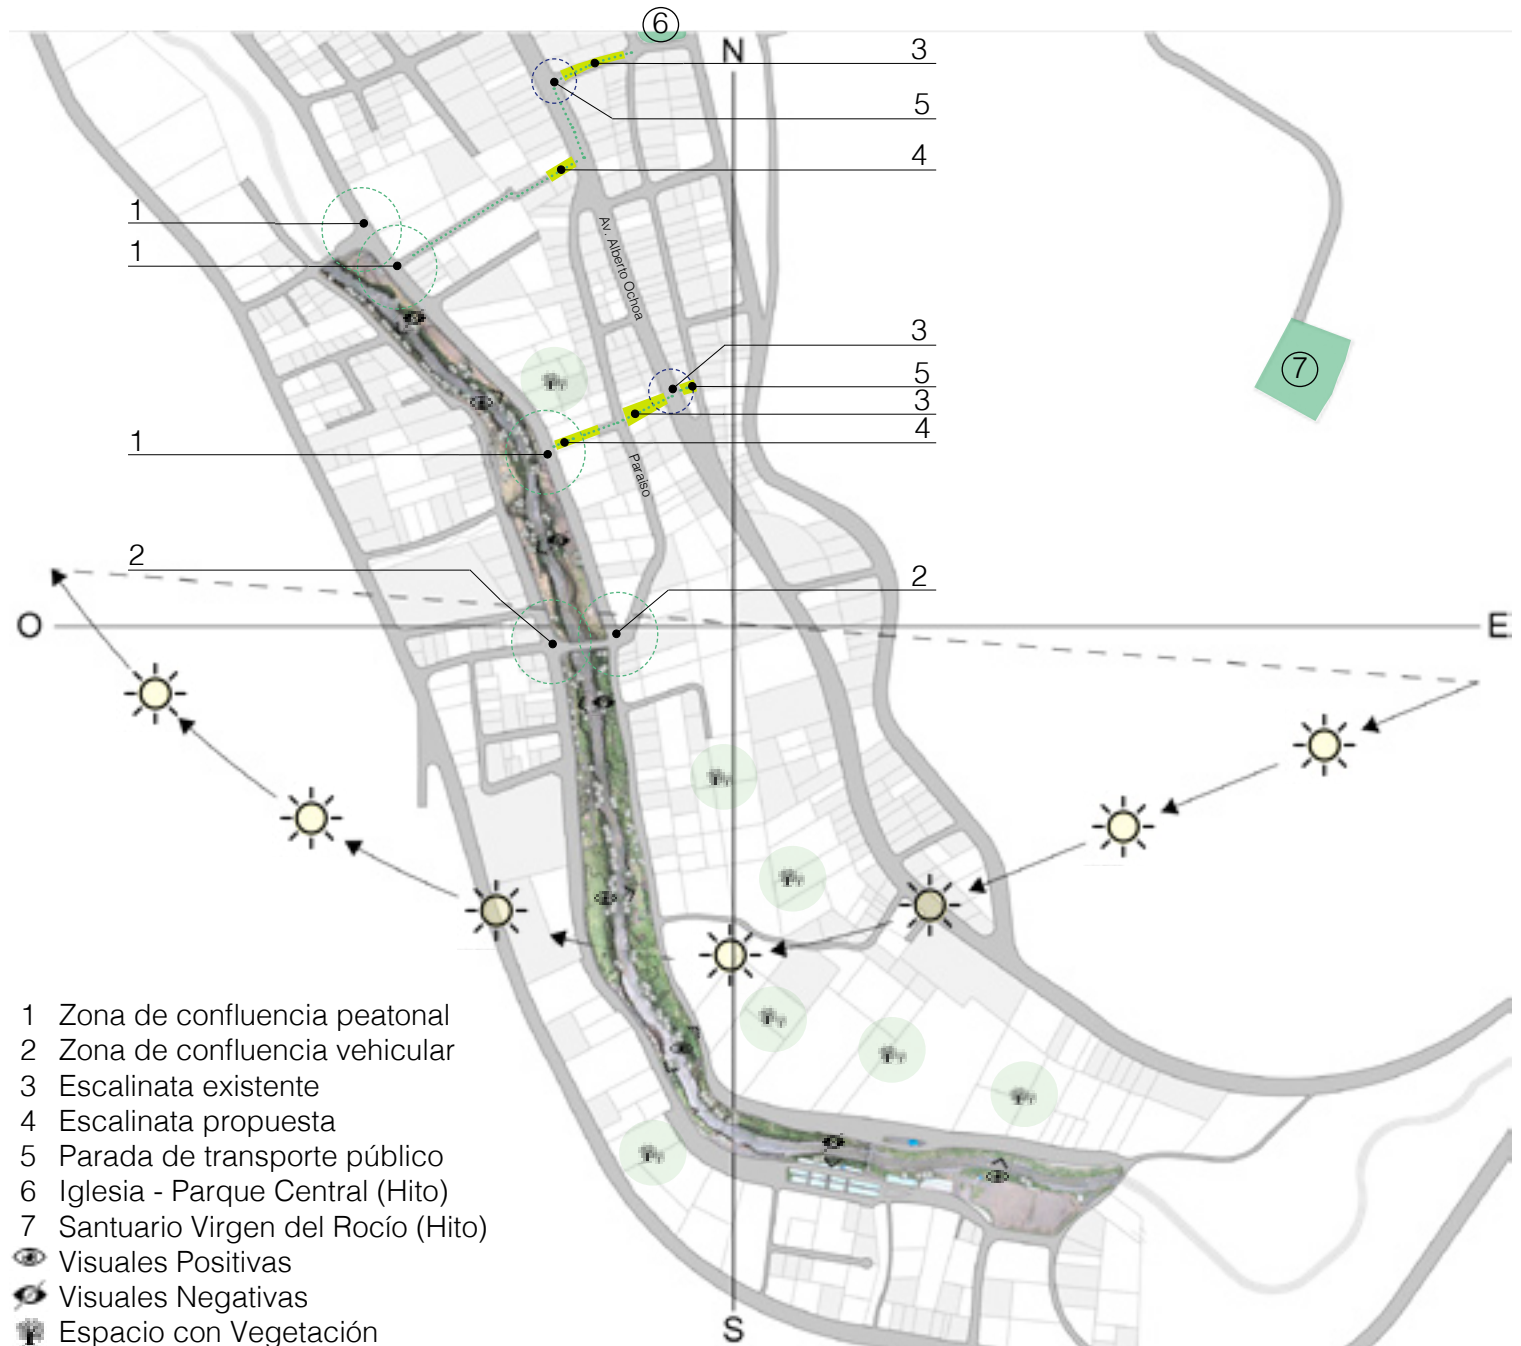 6
N
3
5
4
1
1
Av. Alberto Ochoa
3
5
3
4
7
1
Paraiso
2
2
O
E
1 Zona de confluencia peatonal
2 Zona de confluencia vehicular
3 Escalinata existente
4 Escalinata propuesta
5 Parada de transporte público
6 Iglesia - Parque Central (Hito)
7 Santuario Virgen del Rocío (Hito)
Visuales Positivas
Visuales Negativas
Espacio con Vegetación
S